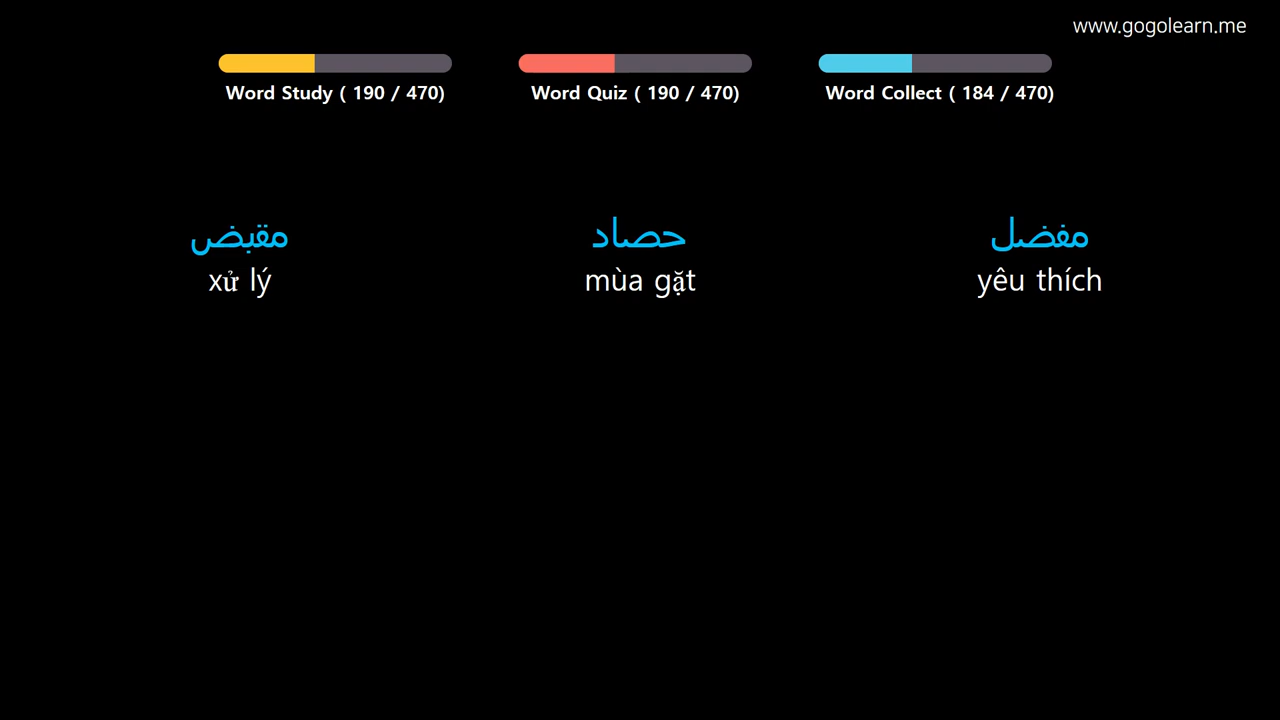 www.gogolearn.me
Word Study ( 190 / 470)
Word Quiz ( 190 / 470)
Word Collect ( 184 / 470)
مقبض
xử lý
حصاد
mùa gặt
مفضل
yêu thích